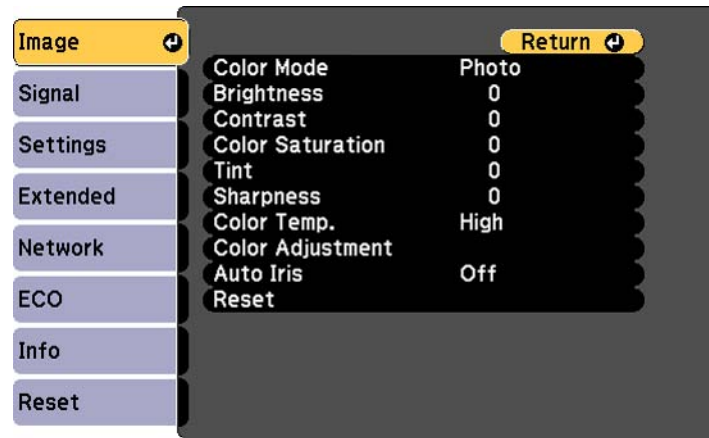 Image
Signal
Settings
Extended
Network
ECO
Info
Reset
Return
Color Mode Photo
Brightness 0
Contrast 0
Color Saturation 0
Tint 0
Sharpness 0
Color Temp. High
Color Adjustment
Auto Iris Off
Reset